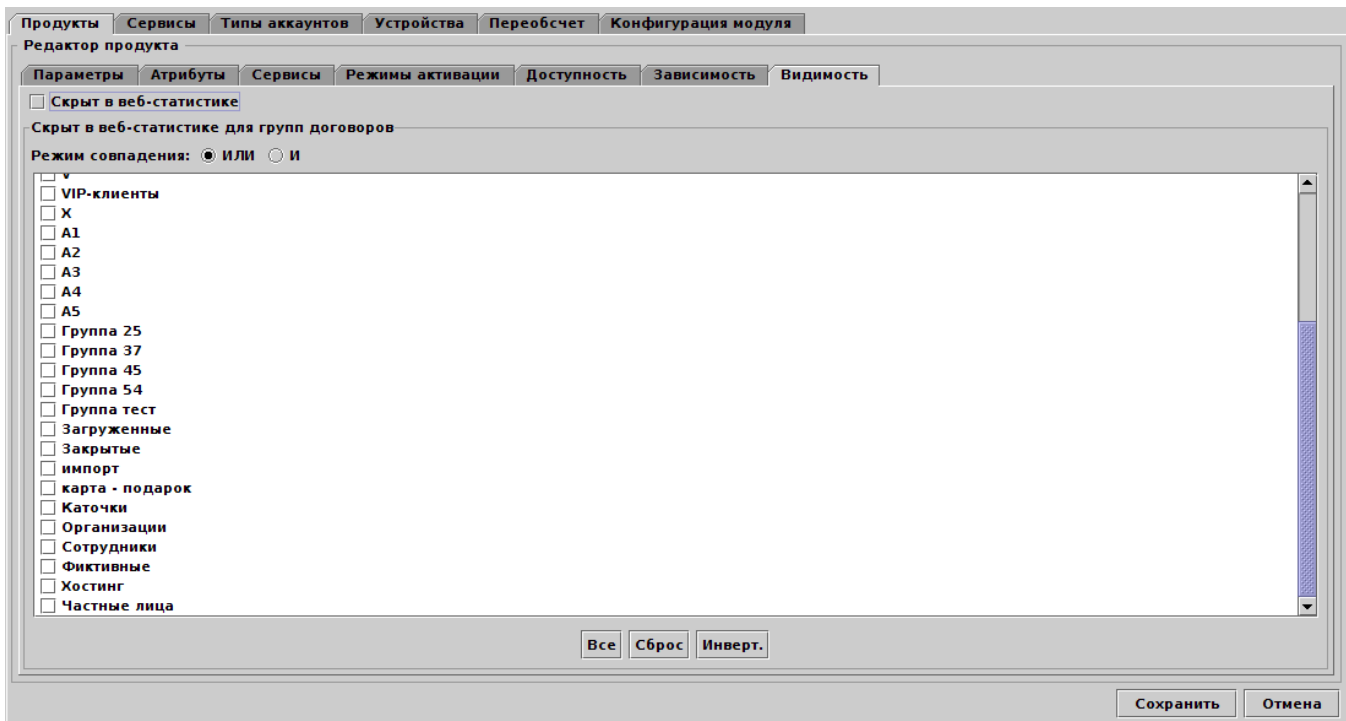 Продукты Сервисы Типы аккаунтов Устройства Переобсчет Конфигурация модуля
Редактор продукта
Параметры Атрибуты Сервисы Режимы активации Доступность Зависимость Видимость
Скрыт в веб-статистике
Скрыт в веб-статистике для групп договоров
Режим совпадения: ИЛИ И
VIP-клиенты
X
A1
A2
A3
A4
A5
Группа 25
Группа 37
Группа 45
Группа 54
Группа тест
Загруженные
Закрытые
импорт
карта - подарок
Каточки
Организации
Сотрудники
Фиктивные
Хостинг
Частные лица
Все Сброс Инверт.
Сохранить Отмена